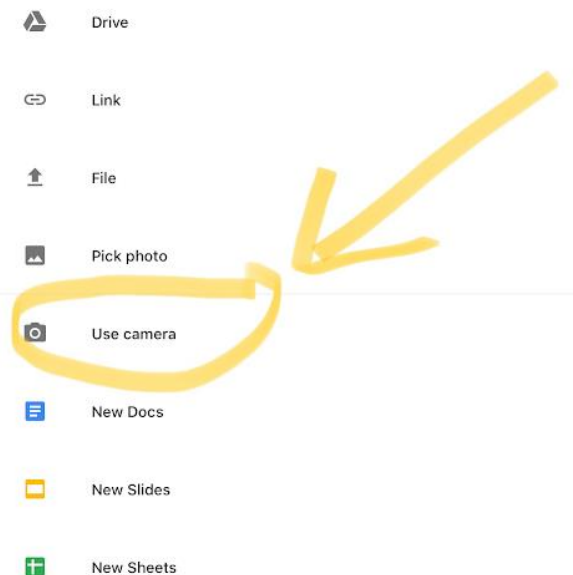 Drive
Link
File
Pick photo
Use camera
New Docs
New Slides
New Sheets